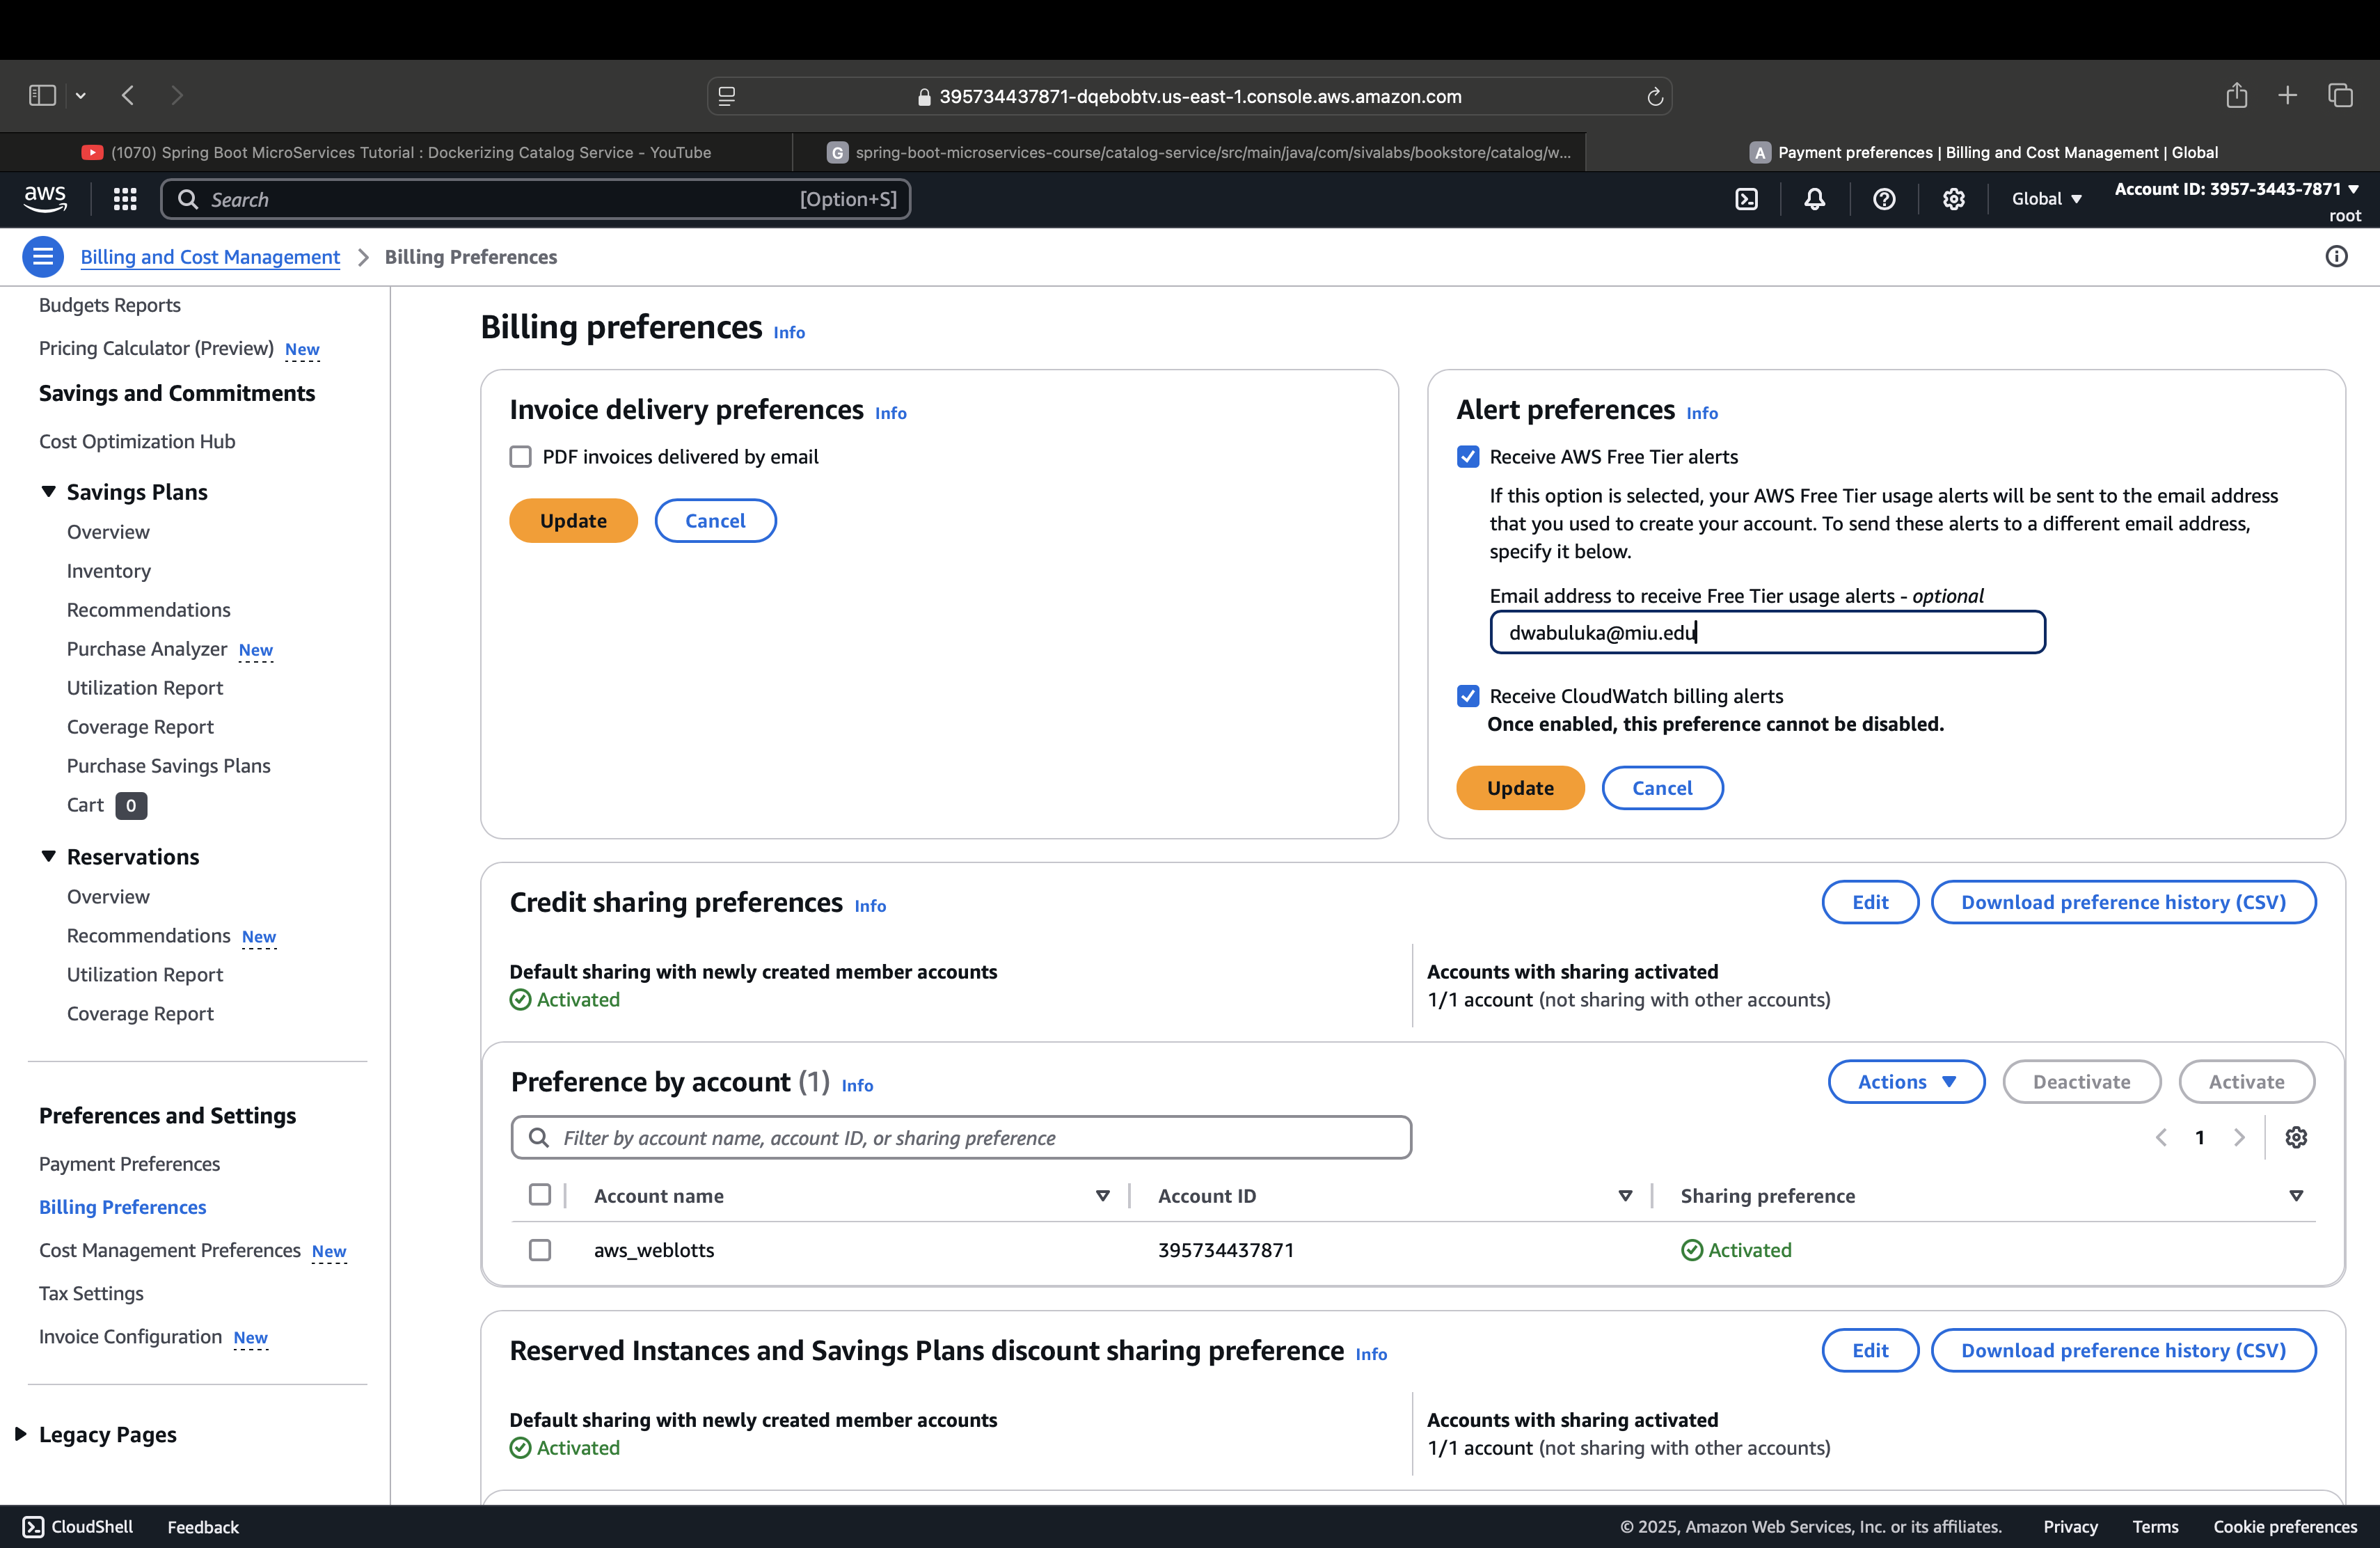 395734437871-dqebobtv.us-east-1.console.aws.amazon.com
(1070) Spring Boot MicroServices Tutorial : Dockerizing Catalog Service - YouTube
G spring-boot-microservices-course/catalog-service/src/main/java/com/sivalabs/bookstore/catalog/w...
A Payment preferences | Billing and Cost Management | Global
aws
Search [Option+S]
Global
Account ID: 3957-3443-7871
root
Billing and Cost Management > Billing Preferences
Budgets Reports
Pricing Calculator (Preview) New
Savings and Commitments
Cost Optimization Hub
Savings Plans
Overview
Inventory
Recommendations
Purchase Analyzer New
Utilization Report
Coverage Report
Purchase Savings Plans
Cart 0
Reservations
Overview
Recommendations New
Utilization Report
Coverage Report
Preferences and Settings
Payment Preferences
Billing Preferences
Cost Management Preferences New
Tax Settings
Invoice Configuration New
Legacy Pages
Billing preferences Info
Invoice delivery preferences Info
PDF invoices delivered by email
Update Cancel
Alert preferences Info
Receive AWS Free Tier alerts
If this option is selected, your AWS Free Tier usage alerts will be sent to the email address
that you used to create your account. To send these alerts to a different email address,
specify it below.
Email address to receive Free Tier usage alerts - optional
dwabuluka@miu.edu
Receive CloudWatch billing alerts
Once enabled, this preference cannot be disabled.
Update Cancel
Credit sharing preferences Info
Edit Download preference history (CSV)
Default sharing with newly created member accounts
Activated
Accounts with sharing activated
1/1 account (not sharing with other accounts)
Preference by account (1) Info
Actions Deactivate Activate
Filter by account name, account ID, or sharing preference
1
Account name Account ID Sharing preference
aws_weblotts 395734437871 Activated
Reserved Instances and Savings Plans discount sharing preference Info
Edit Download preference history (CSV)
Default sharing with newly created member accounts
Activated
Accounts with sharing activated
1/1 account (not sharing with other accounts)
CloudShell Feedback
© 2025, Amazon Web Services, Inc. or its affiliates. Privacy Terms Cookie preferences